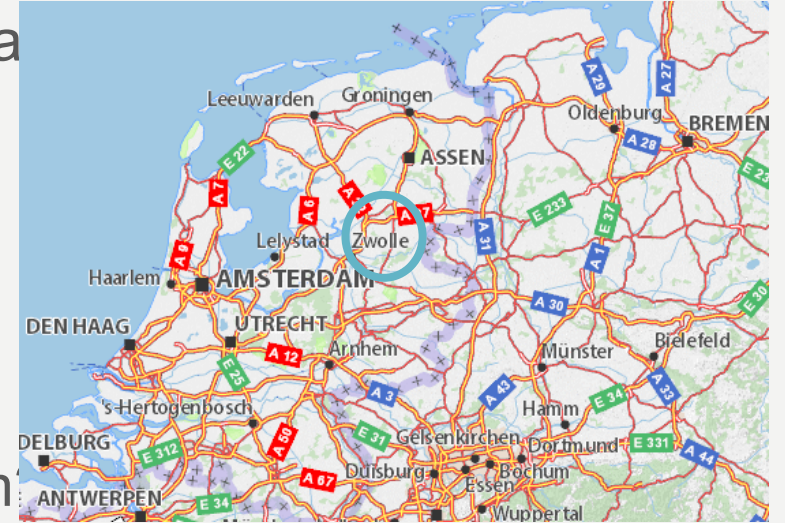 a
A 29
A 27
Leeuwarden
Groningen
Oldenburg
BREMEN
A 28
E 22
ASSEN
E 23
A 7
A 6
E 233
E 37
Lelystad
Zwolle
A 31
A 1
A 9
Haarlem
AMSTERDAM
E 30
A 30
DEN HAAG
UTRECHT
Arnhem
Münster
Bielefeld
A 12
E 25
A 3
A 43
E 34
A 33
's-Hertogenbosch
Hamm
DELBURG
E 312
A 50
E 31
Gelsenkirchen
Dortmund
E 331
A 44
Duisburg
Bochum
A 67
Essen
n
ANTWERPEN
E 34
Wuppertal